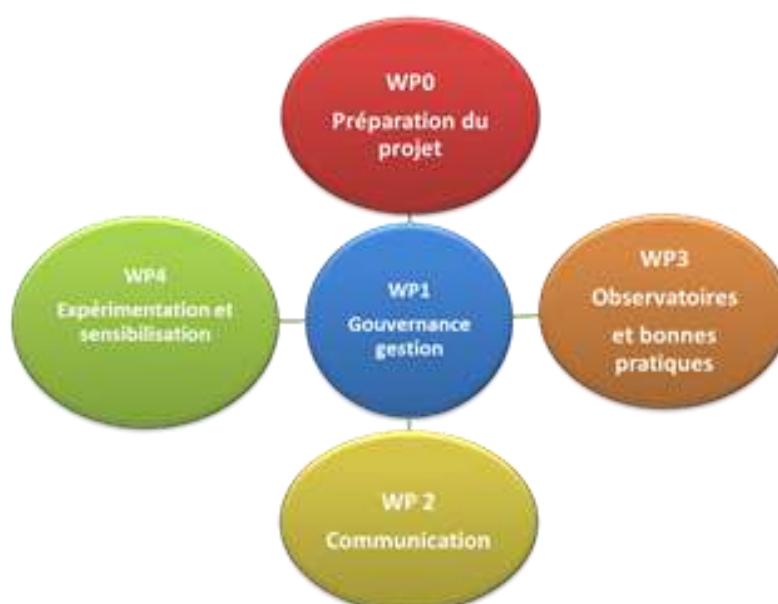 WP0
Préparation du
projet
WP4
Expérimentation et
sensibilisation
WP1
Gouvernance
gestion
WP3
Observatoires
et bonnes
pratiques
WP 2
Communication